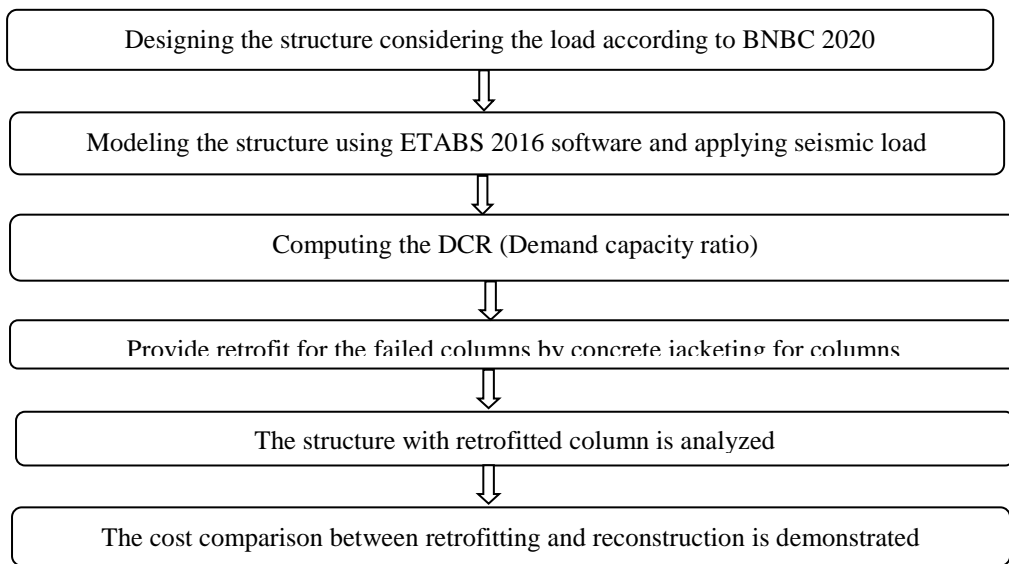 Designing the structure considering the load according to BNBC 2020
Modeling the structure using ETABS 2016 software and applying seismic load
Computing the DCR (Demand capacity ratio)
Provide retrofit for the failed columns by concrete jacketing for columns
The structure with retrofitted column is analyzed
The cost comparison between retrofitting and reconstruction is demonstrated